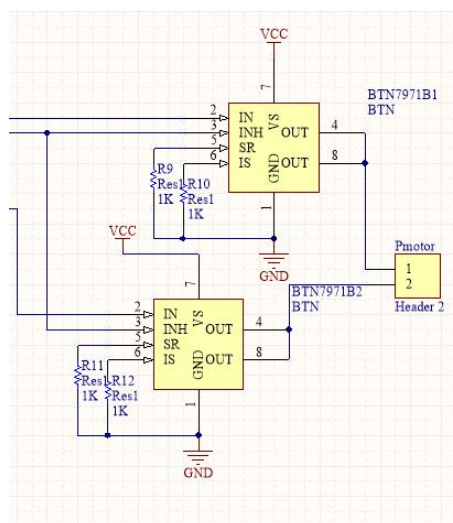 VCC
7
BTN7971B1
BTN
2 IN VS OUT 4
3 INH
5 SR OUT 8
6 IS GND
R9
Res1
1K
R10
Res1
1K
1
GND
VCC
7
Pmotor
1
2
Header 2
BTN7971B2
BTN
2 IN VS
3 INH OUT 4
5 SR
6 IS GND OUT 8
R11
Res1
1K
R12
Res1
1K
1
GND